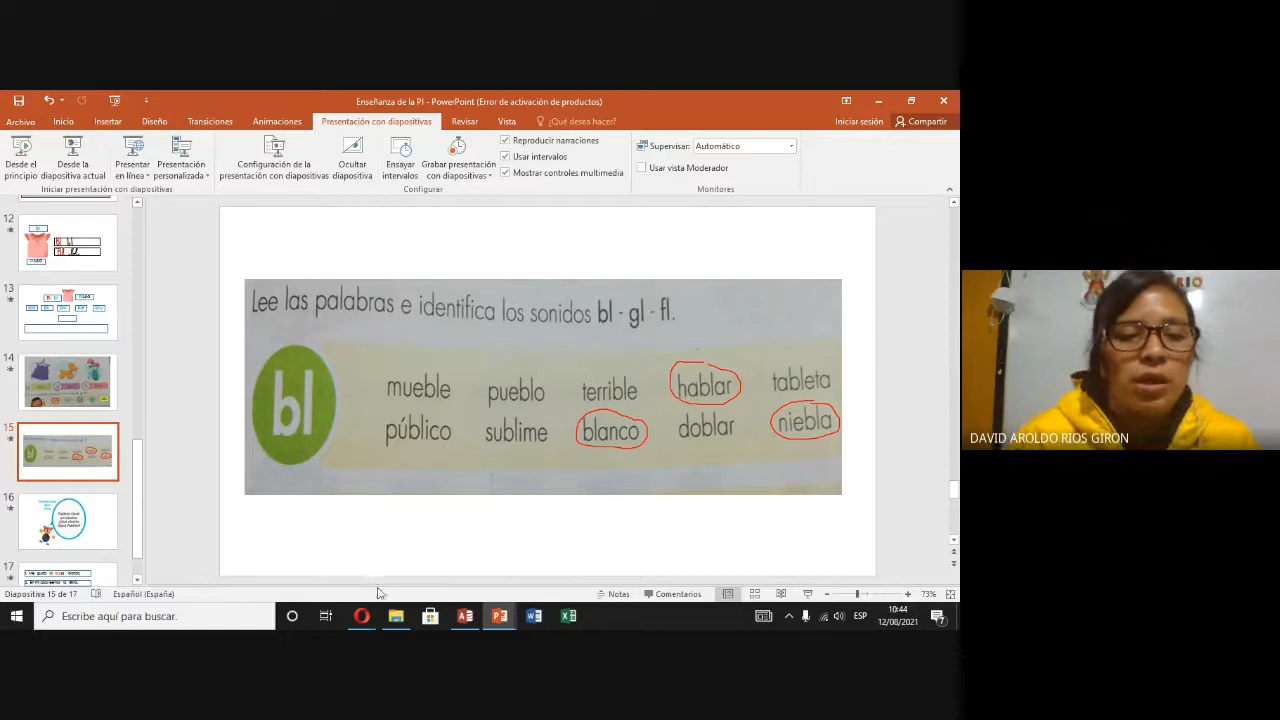 Enseñanza de la PI - PowerPoint (Error de activación de productos)
Archivo Inicio Insertar Diseño Transiciones Animaciones Presentación con diapositivas Revisar Vista ¿Qué desea hacer? Iniciar sesión Compartir
Desde el principio
Desde la diapositiva actual
Presentar en línea
Presentación personalizada
Iniciar presentación con diapositivas
Configuración de la presentación con diapositivas
Ocultar diapositiva
Ensayar intervalos
Grabar presentación con diapositivas
Reproducir narraciones
Usar intervalos
Mostrar controles multimedia
Configurar
Supervisar: Automático
Usar vista Moderador
Monitores
12
13
14
15
16
17
Lee las palabras e identifica los sonidos bl - gl - fl.
bl
mueble pueblo terrible hablar tableta
público sublime blanco doblar niebla
DAVID AROLDO RIOS GIRON
Diapositiva 15 de 17 Español (España) Notas Comentarios 73%
Escribe aquí para buscar. ESP 10:44
12/08/2021